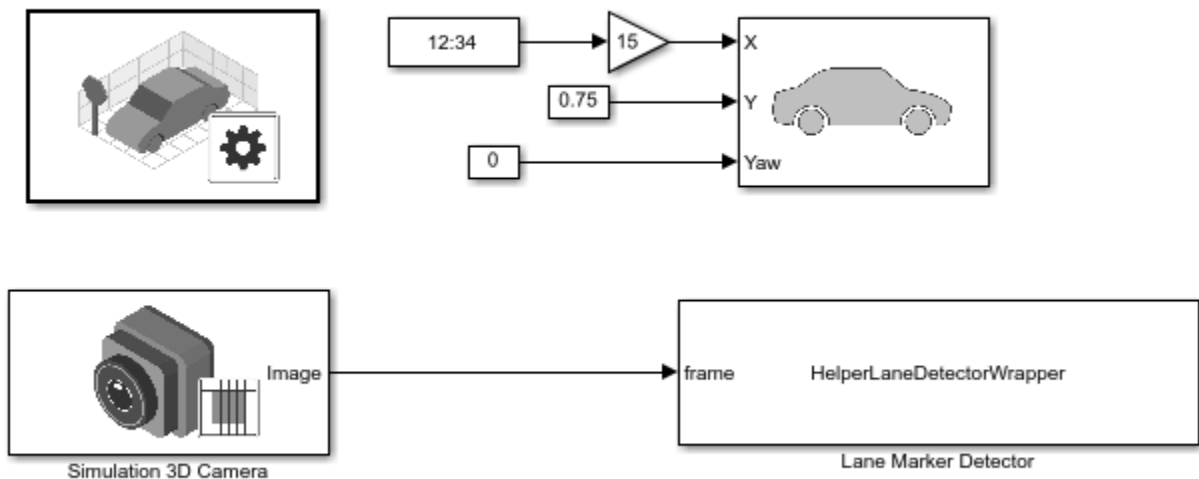 12:34
15
X
0.75
Y
0
Yaw
Image
frame
HelperLaneDetectorWrapper
Simulation 3D Camera
Lane Marker Detector